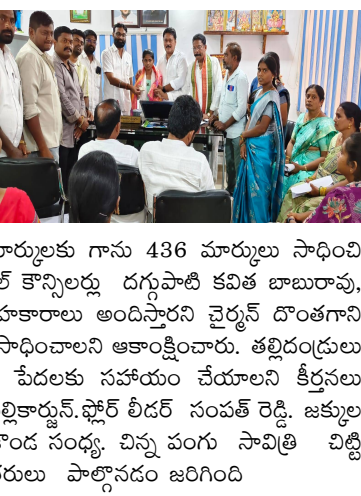 మార్కులకు గాను 436 మార్కులు సాధించి
ల్ కౌన్సిలర్లు దగ్గుపాటి కవిత బాబురావు,
హకారాలు అందిస్తారని చైర్మన్ దొంతగాని
సాధించాలని ఆకాంక్షించారు. తల్లిదండ్రులు
పేదలకు సహాయం చేయాలని కీర్తనలు
ల్లికార్జున్.ఫ్లోర్ లీడర్ సంపత్ రెడ్డి. జక్కుల
కొండ సంధ్య. చిన్న పంగు సావిత్రి చిట్టి
రులు పాల్గొనడం జరిగింది